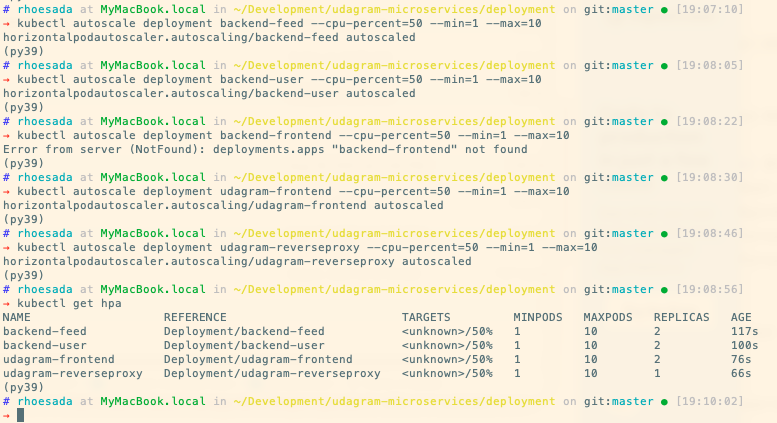 # rhoesada at MyMacBook.local in ~/Development/udagram-microservices/deployment on git:master ● [19:07:10]
→ kubectl autoscale deployment backend-feed --cpu-percent=50 --min=1 --max=10
horizontalpodautoscaler.autoscaling/backend-feed autoscaled
(py39)
# rhoesada at MyMacBook.local in ~/Development/udagram-microservices/deployment on git:master ● [19:08:05]
→ kubectl autoscale deployment backend-user --cpu-percent=50 --min=1 --max=10
horizontalpodautoscaler.autoscaling/backend-user autoscaled
(py39)
# rhoesada at MyMacBook.local in ~/Development/udagram-microservices/deployment on git:master ● [19:08:22]
→ kubectl autoscale deployment backend-frontend --cpu-percent=50 --min=1 --max=10
Error from server (NotFound): deployments.apps "backend-frontend" not found
(py39)
# rhoesada at MyMacBook.local in ~/Development/udagram-microservices/deployment on git:master ● [19:08:30]
→ kubectl autoscale deployment udagram-frontend --cpu-percent=50 --min=1 --max=10
horizontalpodautoscaler.autoscaling/udagram-frontend autoscaled
(py39)
# rhoesada at MyMacBook.local in ~/Development/udagram-microservices/deployment on git:master ● [19:08:46]
→ kubectl autoscale deployment udagram-reverseproxy --cpu-percent=50 --min=1 --max=10
horizontalpodautoscaler.autoscaling/udagram-reverseproxy autoscaled
(py39)
# rhoesada at MyMacBook.local in ~/Development/udagram-microservices/deployment on git:master ● [19:08:56]
→ kubectl get hpa
NAME REFERENCE TARGETS MINPODS MAXPODS REPLICAS AGE
backend-feed Deployment/backend-feed <unknown>/50% 1 10 2 117s
backend-user Deployment/backend-user <unknown>/50% 1 10 2 100s
udagram-frontend Deployment/udagram-frontend <unknown>/50% 1 10 2 76s
udagram-reverseproxy Deployment/udagram-reverseproxy <unknown>/50% 1 10 1 66s
(py39)
# rhoesada at MyMacBook.local in ~/Development/udagram-microservices/deployment on git:master ● [19:10:02]
→